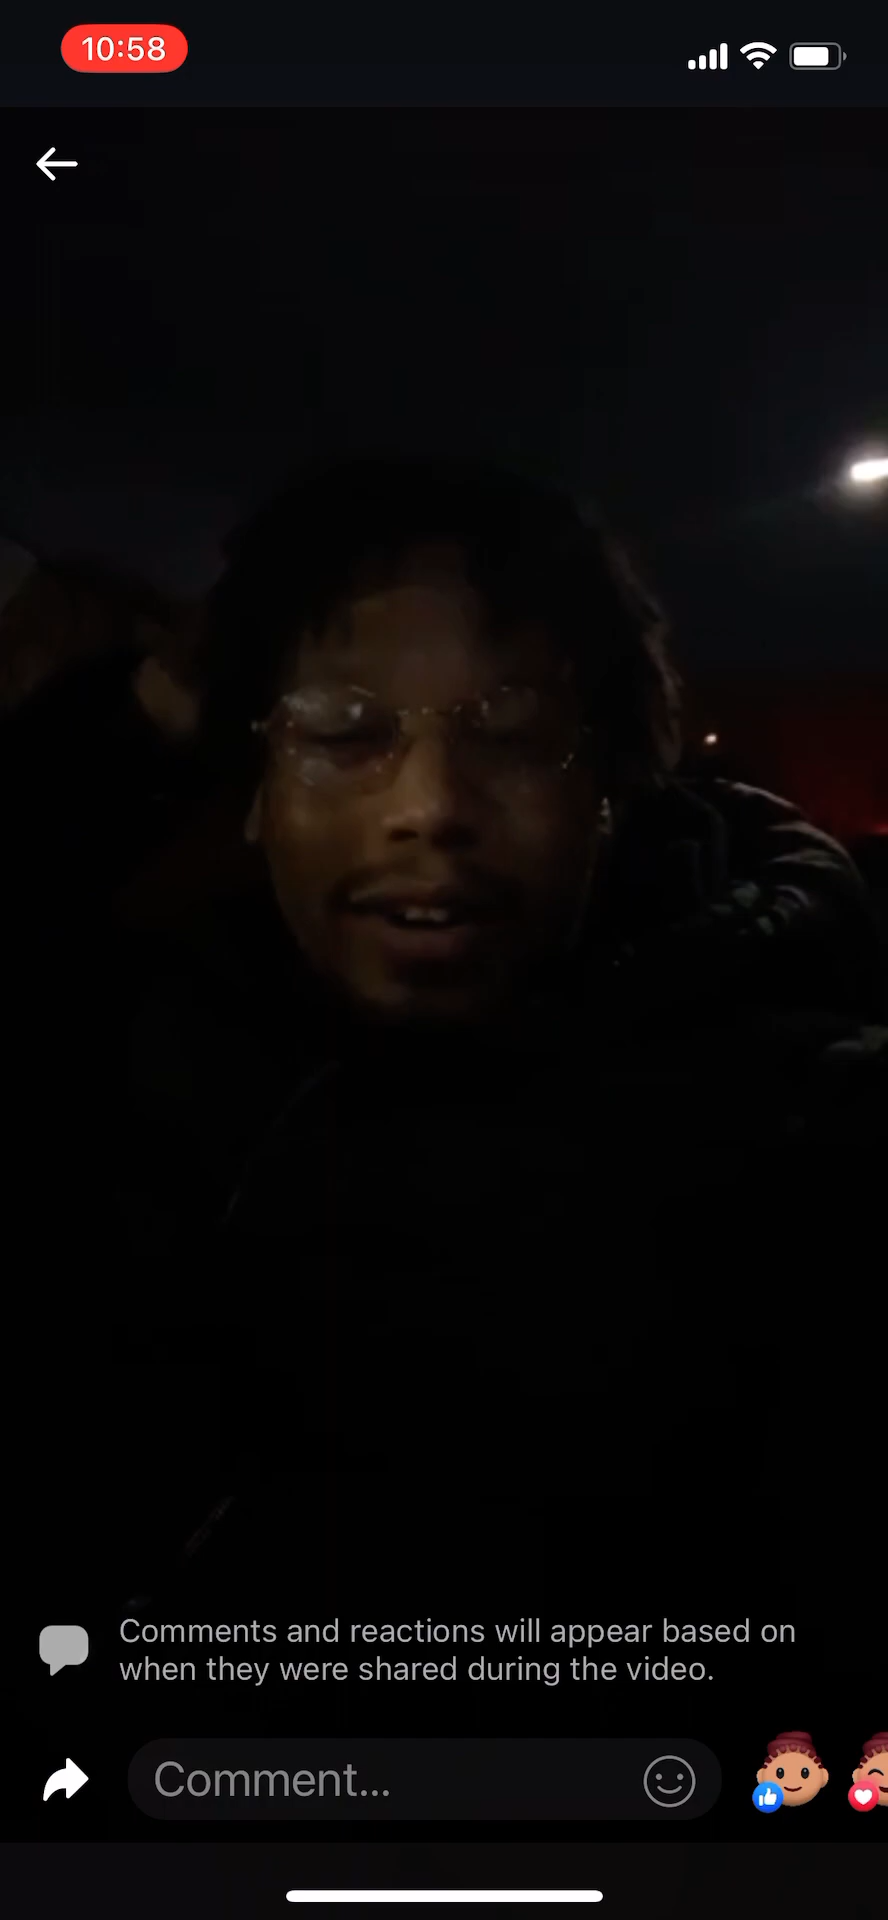 10:58
Comments and reactions will appear based on
when they were shared during the video.
Comment...